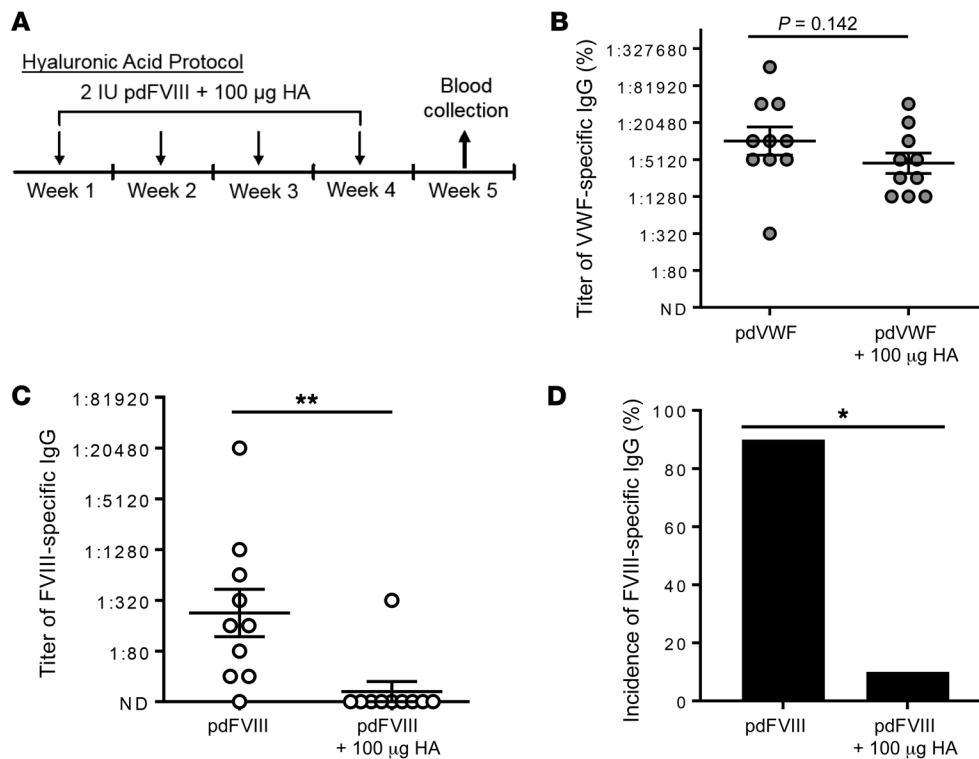 A
Hyaluronic Acid Protocol
2 IU pdFVIII + 100 µg HA
Blood
collection
Week 1
Week 2
Week 3
Week 4
Week 5
B
P = 0.142
Titer of VWF-specific IgG (%)
1:327680
1:81920
1:20480
1:5120
1:1280
1:320
1:80
ND
pdVWF
pdVWF
+ 100 µg HA
C
**
Titer of FVIII-specific IgG
1:81920
1:20480
1:5120
1:1280
1:320
1:80
ND
pdFVIII
pdFVIII
+ 100 µg HA
D
*
Incidence of FVIII-specific IgG (%)
100
80
60
40
20
0
pdFVIII
pdFVIII
+ 100 µg HA